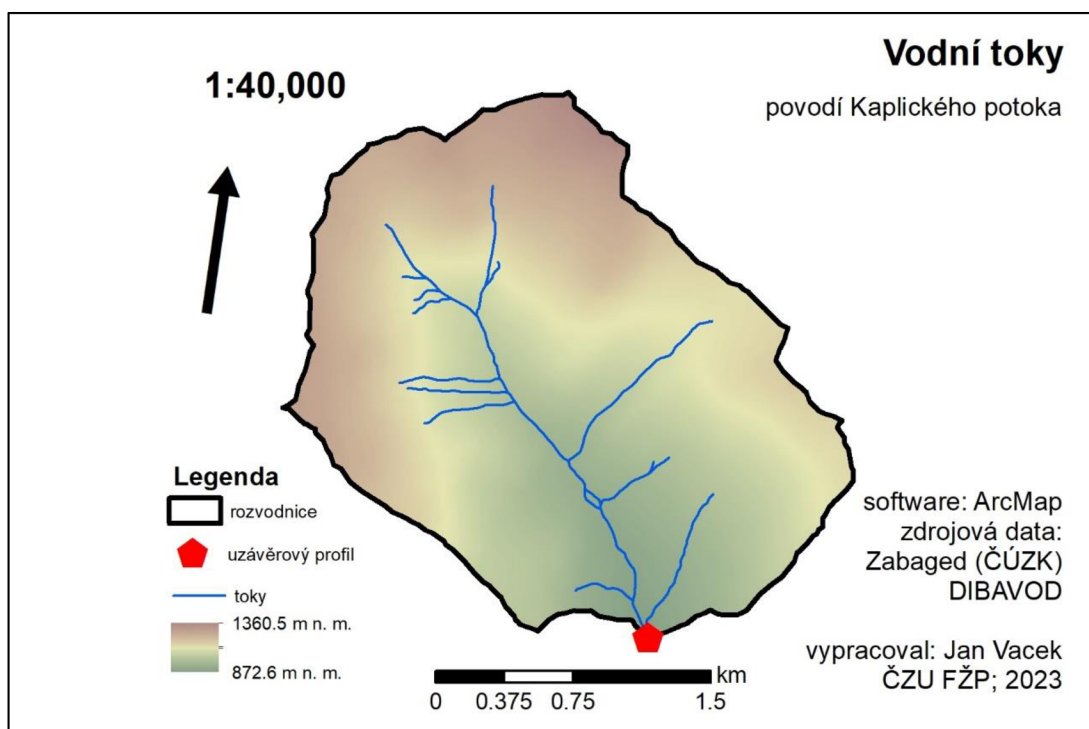 Vodní toky
povodí Kaplického potoka
1:40,000
Legenda
rozvodnice
uzávěrový profil
toky
1360.5 m n. m.
872.6 m n. m.
software: ArcMap
zdrojová data:
Zabaged (ČÚZK)
DIBAVOD
vypracoval: Jan Vacek
ČZU FŽP; 2023
km
0 0.375 0.75 1.5